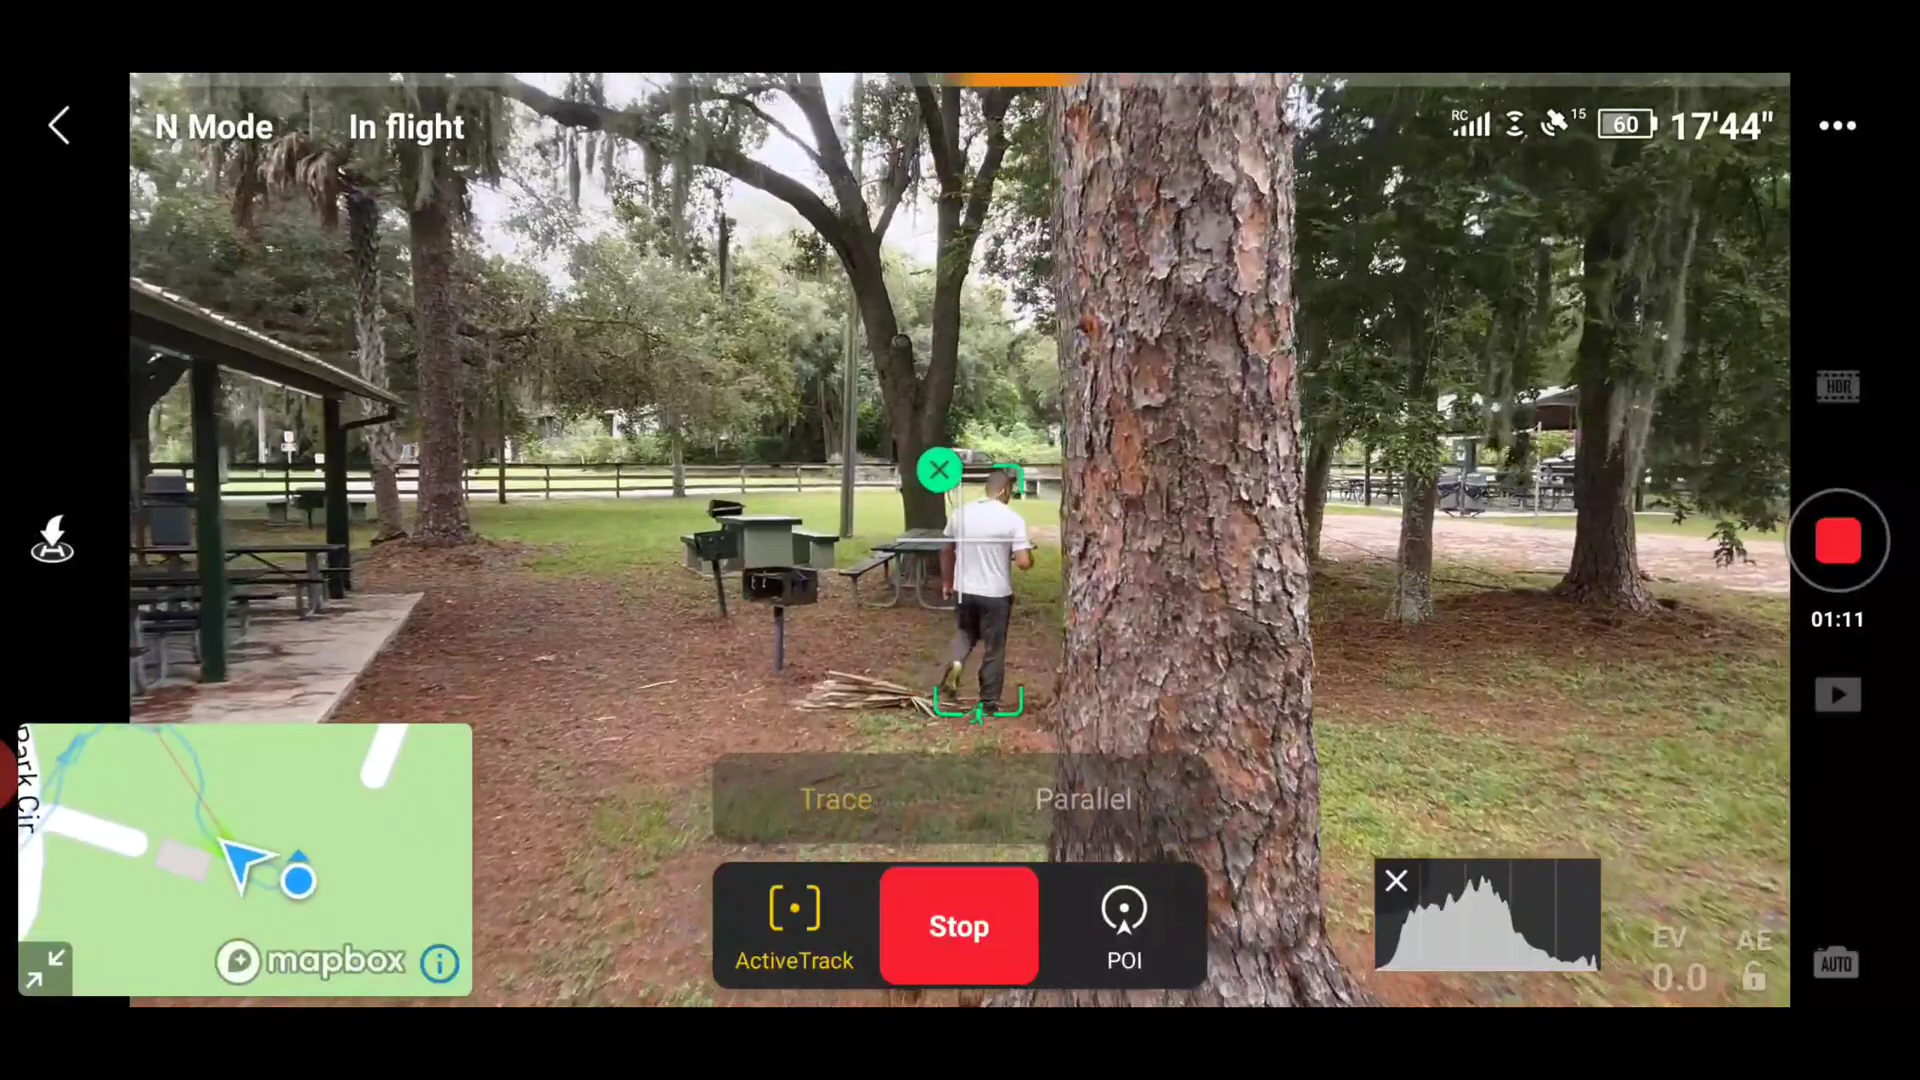 N Mode
In flight
RC
15
60
17'44"
HDR
01:11
Park Cir
Trace
Parallel
ActiveTrack
Stop
POI
mapbox
EV
AE
0.0
AUTO